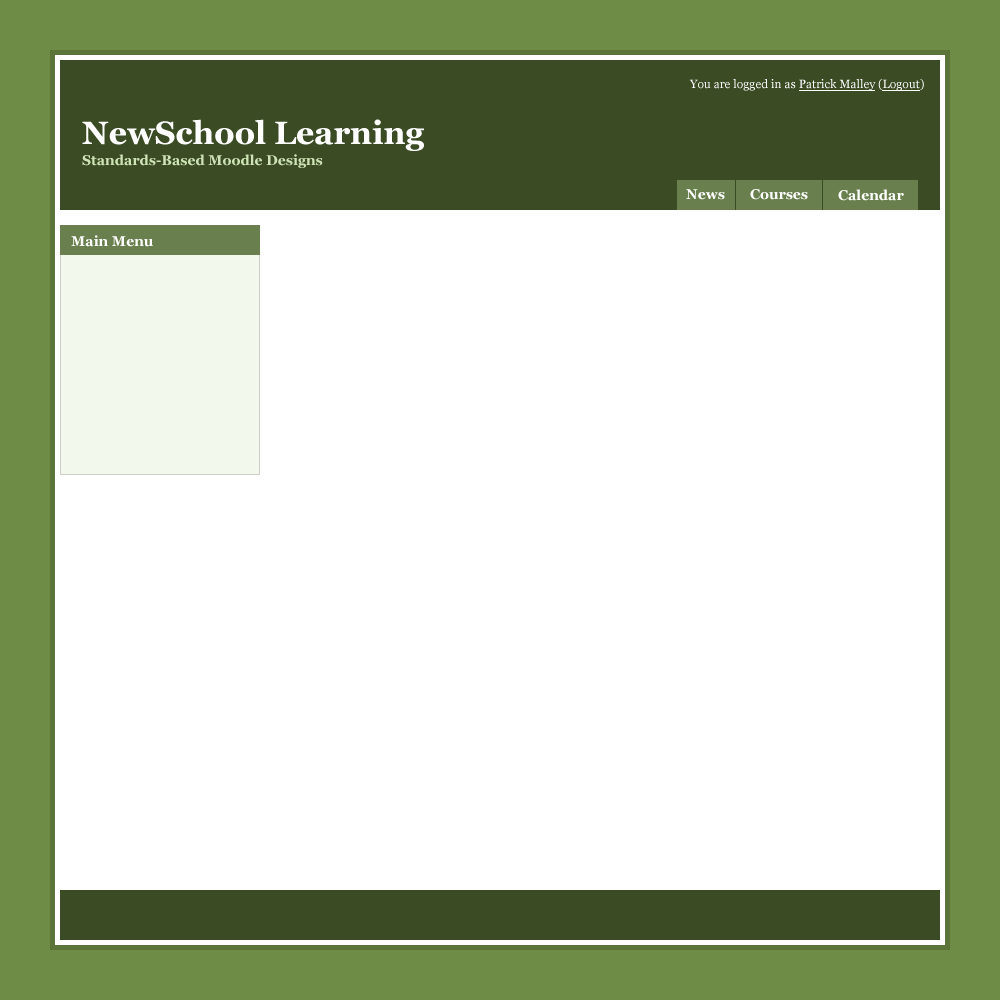 You are logged in as Patrick Malley (Logout)
NewSchool Learning
Standards-Based Moodle Designs
News Courses Calendar
Main Menu